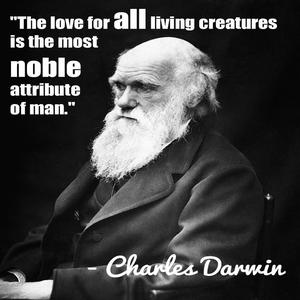 "The love for all living creatures
is the most
noble
attribute
of man."
- Charles Darwin